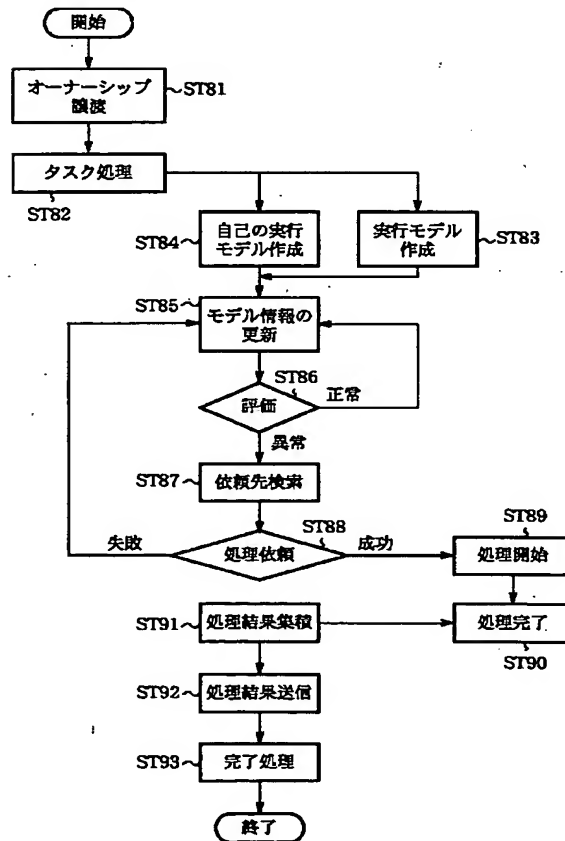 開始
オーナーシップ
譲渡
ST81
タスク処理
ST82
ST84
自己の実行
モデル作成
実行モデル
作成
ST83
ST85
モデル情報の
更新
ST86
評価
正常
異常
ST87
依頼先検索
ST88
失敗
処理依頼
成功
ST89
処理開始
ST91
処理結果集積
処理完了
ST90
ST92
処理結果送信
ST93
完了処理
終了